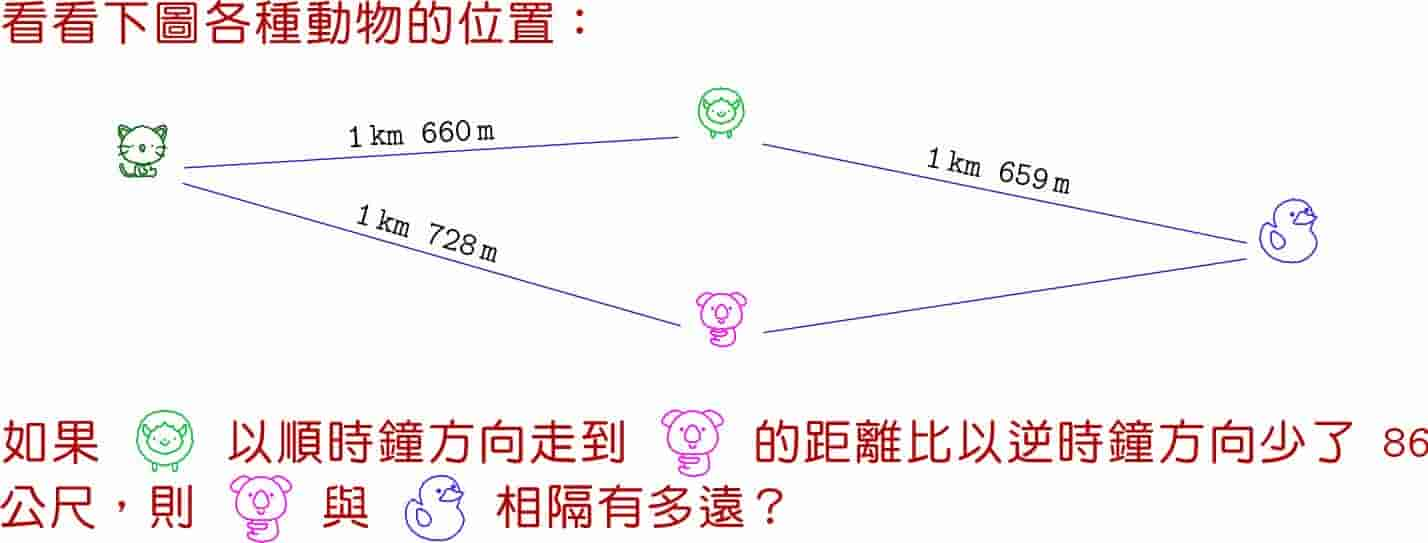 看看下圖各種動物的位置：
1 km 660 m
1 km 659 m
1 km 728 m
如果 以順時鐘方向走到 的距離比以逆時鐘方向少了 86
公尺，則 與 相隔有多遠？